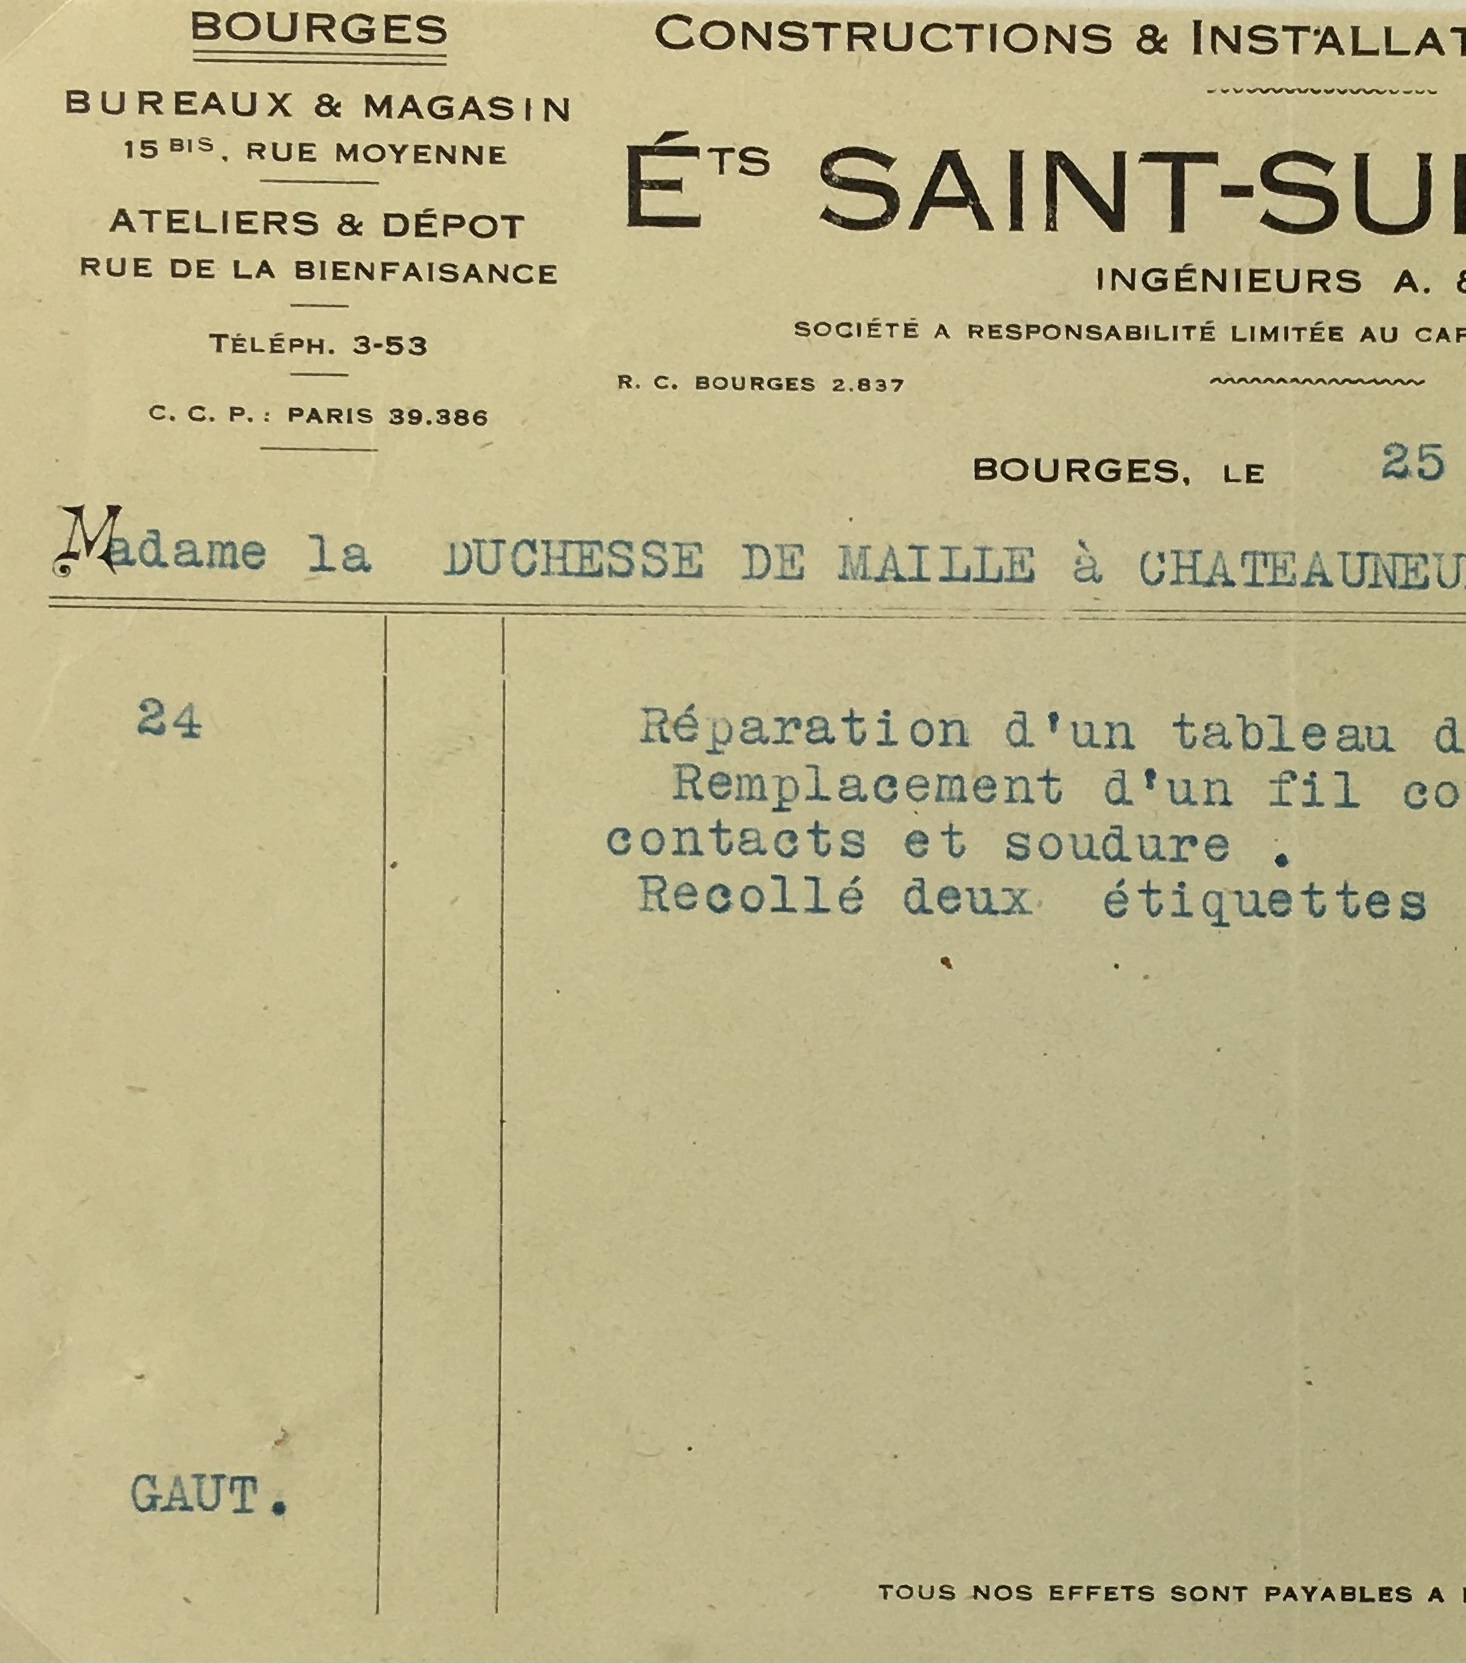 BOURGES
BUREAUX & MAGASIN
15 BIS, RUE MOYENNE
ATELIERS & DÉPOT
RUE DE LA BIENFAISANCE
TÉLÉPH. 3-53
C. C. P. : PARIS 39.386
CONSTRUCTIONS & INSTALLAT
ÉTS SAINT-SU
INGÉNIEURS A. &
SOCIÉTÉ A RESPONSABILITÉ LIMITÉE AU CAP
R. C. BOURGES 2.837
BOURGES, LE 25
Madame la DUCHESSE DE MAILLE à CHATEAUNEU
24 Réparation d'un tableau d
Remplacement d'un fil co
contacts et soudure .
Recollé deux étiquettes
GAUT.
TOUS NOS EFFETS SONT PAYABLES A